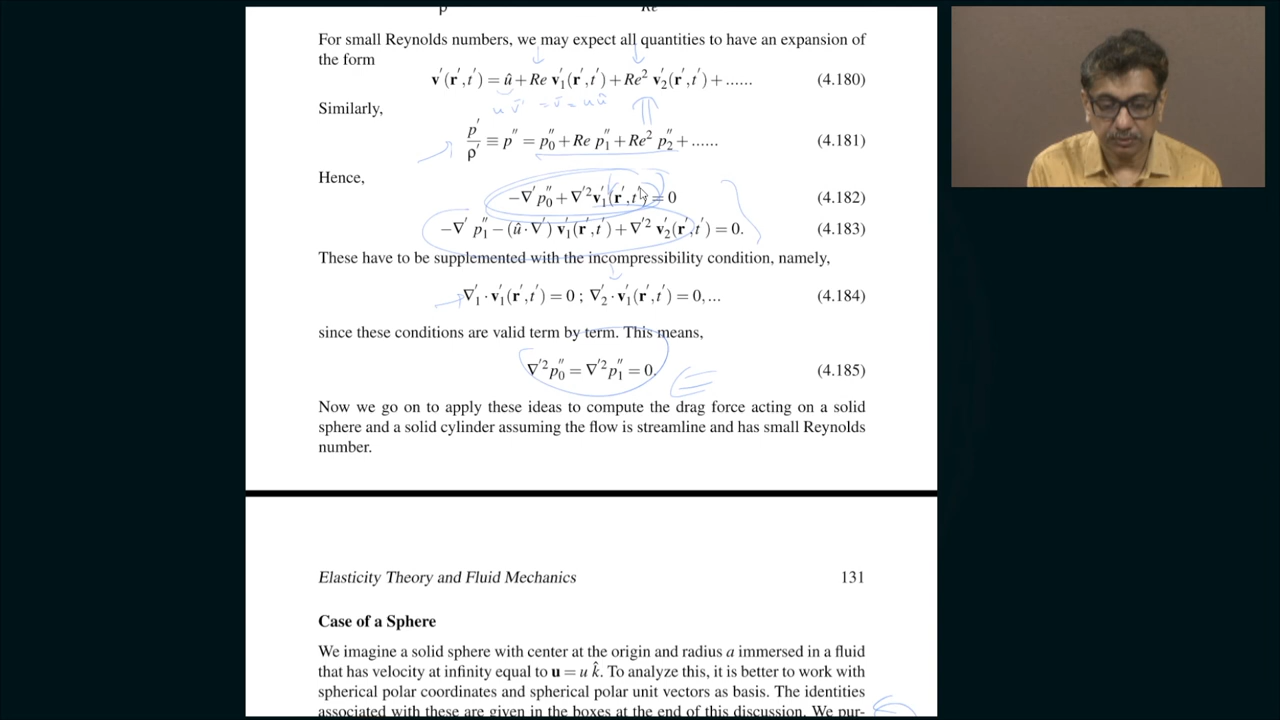 For small Reynolds numbers, we may expect all quantities to have an expansion of
the form
v′(r′,t′) = û + Re v′₁(r′,t′) + Re² v′₂(r′,t′) + ...... (4.180)
Similarly,
p′/ρ′ ≡ p″ = p″₀ + Re p″₁ + Re² p″₂ + ...... (4.181)
Hence,
−∇′p″₀ + ∇′²v′₁(r′,t′) = 0 (4.182)
−∇′ p″₁ − (û·∇′) v′₁(r′,t′) + ∇′² v′₂(r′,t′) = 0. (4.183)
These have to be supplemented with the incompressibility condition, namely,
∇′₁ · v′₁(r′,t′) = 0 ; ∇′₂ · v′₁(r′,t′) = 0,... (4.184)
since these conditions are valid term by term. This means,
∇′²p″₀ = ∇′²p″₁ = 0. (4.185)
Now we go on to apply these ideas to compute the drag force acting on a solid
sphere and a solid cylinder assuming the flow is streamline and has small Reynolds
number.
Elasticity Theory and Fluid Mechanics 131
Case of a Sphere
We imagine a solid sphere with center at the origin and radius a immersed in a fluid
that has velocity at infinity equal to u = u k̂. To analyze this, it is better to work with
spherical polar coordinates and spherical polar unit vectors as basis. The identities
associated with these are given in the boxes at the end of this discussion. We pur-